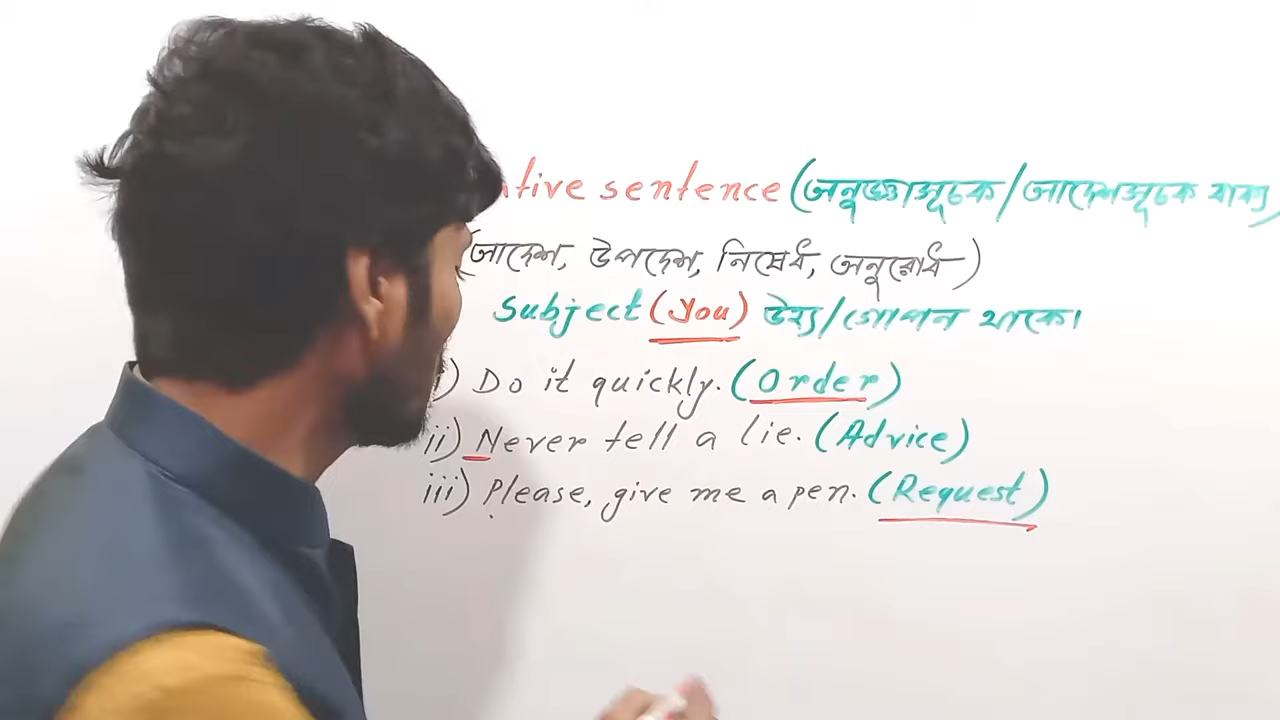 ative sentence (অনুজ্ঞাসূচক/আদেশসূচক বাক্য)
(আদেশ, উপদেশ, নিষেধ, অনুরোধ)
Subject (You) উহ্য/গোপন থাকে।
i) Do it quickly. (Order)
ii) Never tell a lie. (Advice)
iii) Please, give me a pen. (Request)